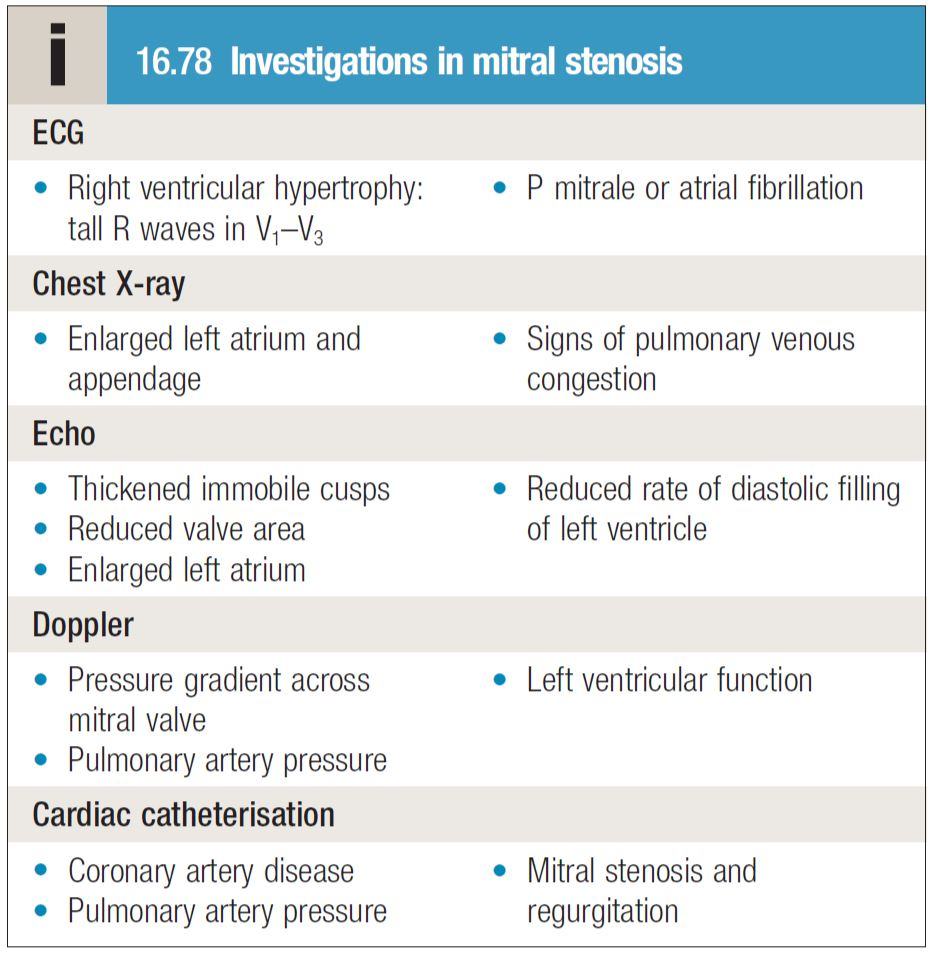 i
16.78 Investigations in mitral stenosis
ECG
• Right ventricular hypertrophy:
tall R waves in V₁–V₃
• P mitrale or atrial fibrillation
Chest X-ray
• Enlarged left atrium and
appendage
• Signs of pulmonary venous
congestion
Echo
• Thickened immobile cusps
• Reduced valve area
• Enlarged left atrium
• Reduced rate of diastolic filling
of left ventricle
Doppler
• Pressure gradient across
mitral valve
• Pulmonary artery pressure
• Left ventricular function
Cardiac catheterisation
• Coronary artery disease
• Pulmonary artery pressure
• Mitral stenosis and
regurgitation